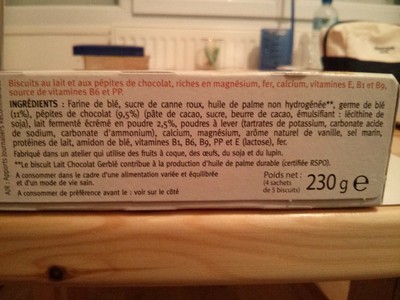 Biscuits au lait et aux pépites de chocolat, riches en magnésium, fer, calcium, vitamines E, B1 et B9,
source de vitamines B6 et PP.
INGRÉDIENTS : Farine de blé, sucre de canne roux, huile de palme non hydrogénée**, germe de blé
(11%), pépites de chocolat (9,5%) (pâte de cacao, sucre, beurre de cacao, émulsifiant : lécithine de
soja), lait fermenté écrémé en poudre 2,5%, poudres à lever (tartrates de potassium, carbonate acide
de sodium, carbonate d'ammonium), calcium, magnésium, arôme naturel de vanille, sel marin,
protéines de lait, amidon de blé, vitamines B1, B6, B9, PP et E (lactose), fer.
Fabriqué dans un atelier qui utilise des fruits à coque, des œufs, du soja et du lupin.
**Le biscuit Lait Chocolat Gerblé contribue à la production d'huile de palme durable (certifiée RSPO).
A consommer dans le cadre d'une alimentation variée et équilibrée
et d'un mode de vie sain.
A consommer de préférence avant le : voir sur le côté
Poids net :
(4 sachets
de 5 biscuits)
230 g e
AJR : Apports Journaliers